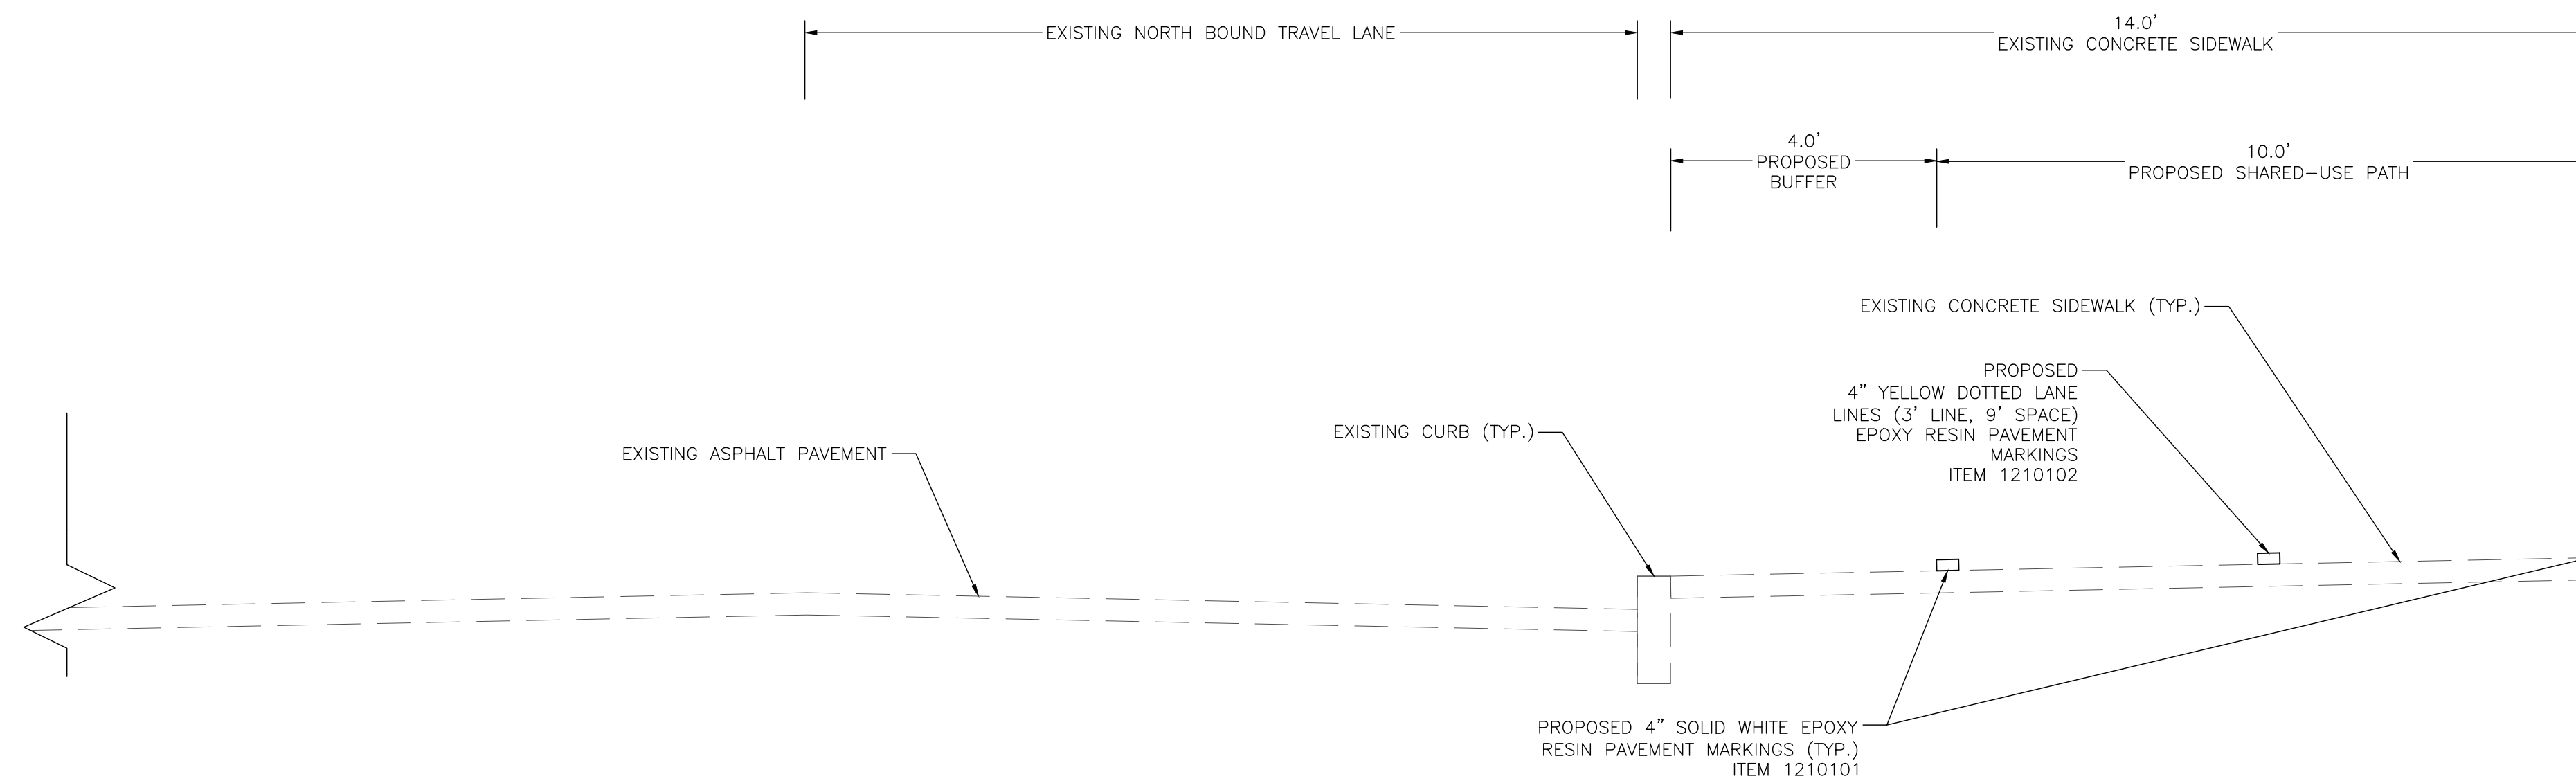 EXISTING NORTH BOUND TRAVEL LANE
14.0'
EXISTING CONCRETE SIDEWALK
4.0'
PROPOSED
BUFFER
10.0'
PROPOSED SHARED-USE PATH
EXISTING CONCRETE SIDEWALK (TYP.)
PROPOSED
4" YELLOW DOTTED LANE
LINES (3' LINE, 9' SPACE)
EPOXY RESIN PAVEMENT
MARKINGS
ITEM 1210102
EXISTING CURB (TYP.)
EXISTING ASPHALT PAVEMENT
PROPOSED 4" SOLID WHITE EPOXY
RESIN PAVEMENT MARKINGS (TYP.)
ITEM 1210101